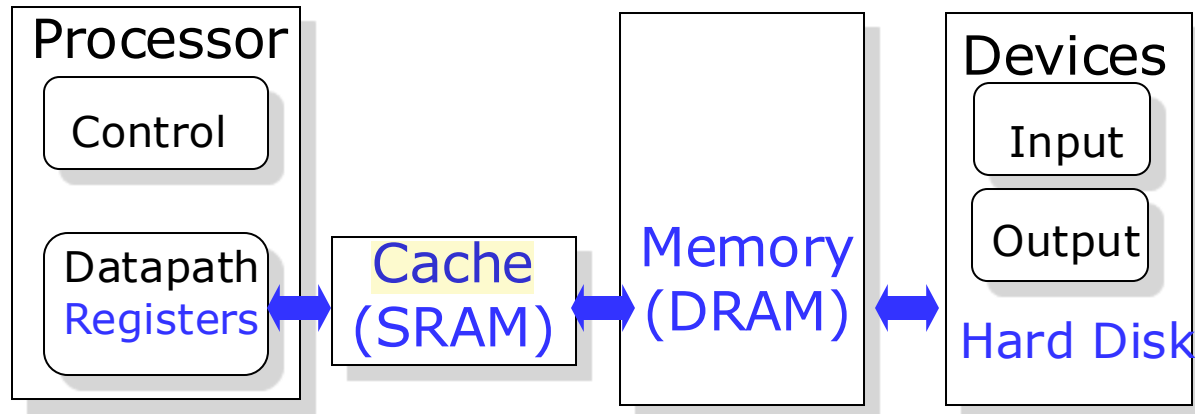 Processor
Control
Datapath
Registers
Cache
(SRAM)
Memory
(DRAM)
Devices
Input
Output
Hard Disk